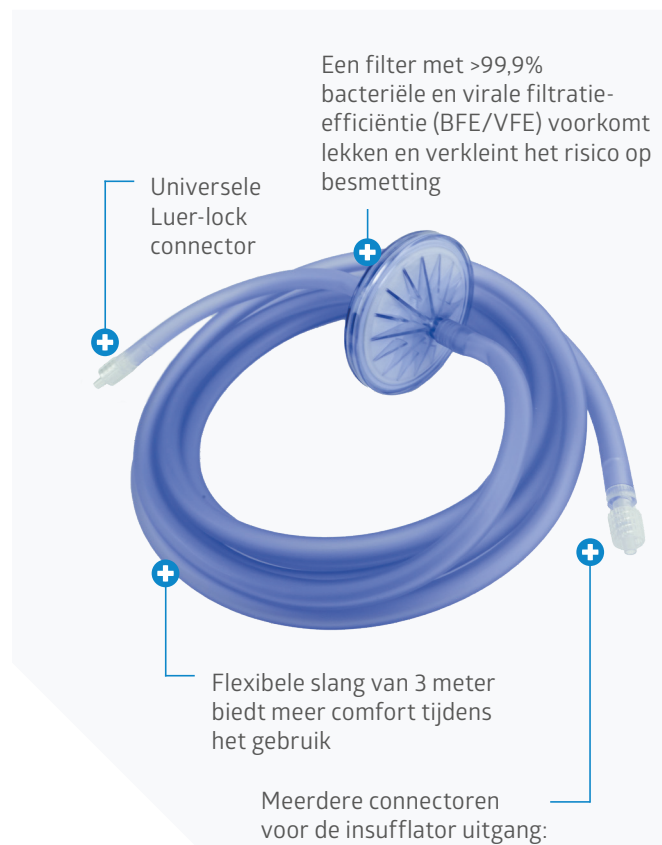 Een filter met >99,9%
bacteriële en virale filtratie-
efficiëntie (BFE/VFE) voorkomt
lekken en verkleint het risico op
besmetting
Universele
Luer-lock
connector
Flexibele slang van 3 meter
biedt meer comfort tijdens
het gebruik
Meerdere connectoren
voor de insufflator uitgang: